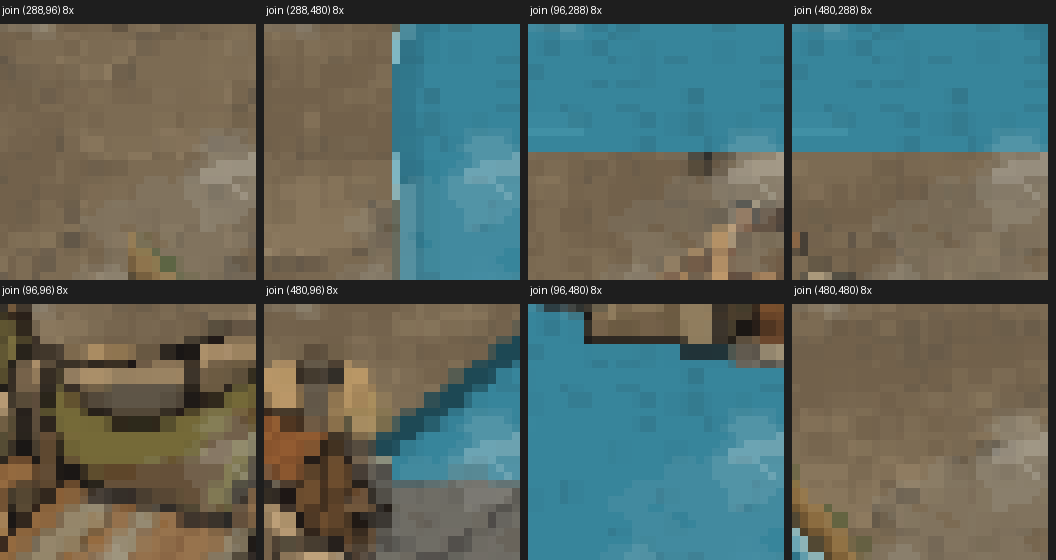 join (288,96) 8x
join (288,480) 8x
join (96,288) 8x
join (480,288) 8x
join (96,96) 8x
join (480,96) 8x
join (96,480) 8x
join (480,480) 8x